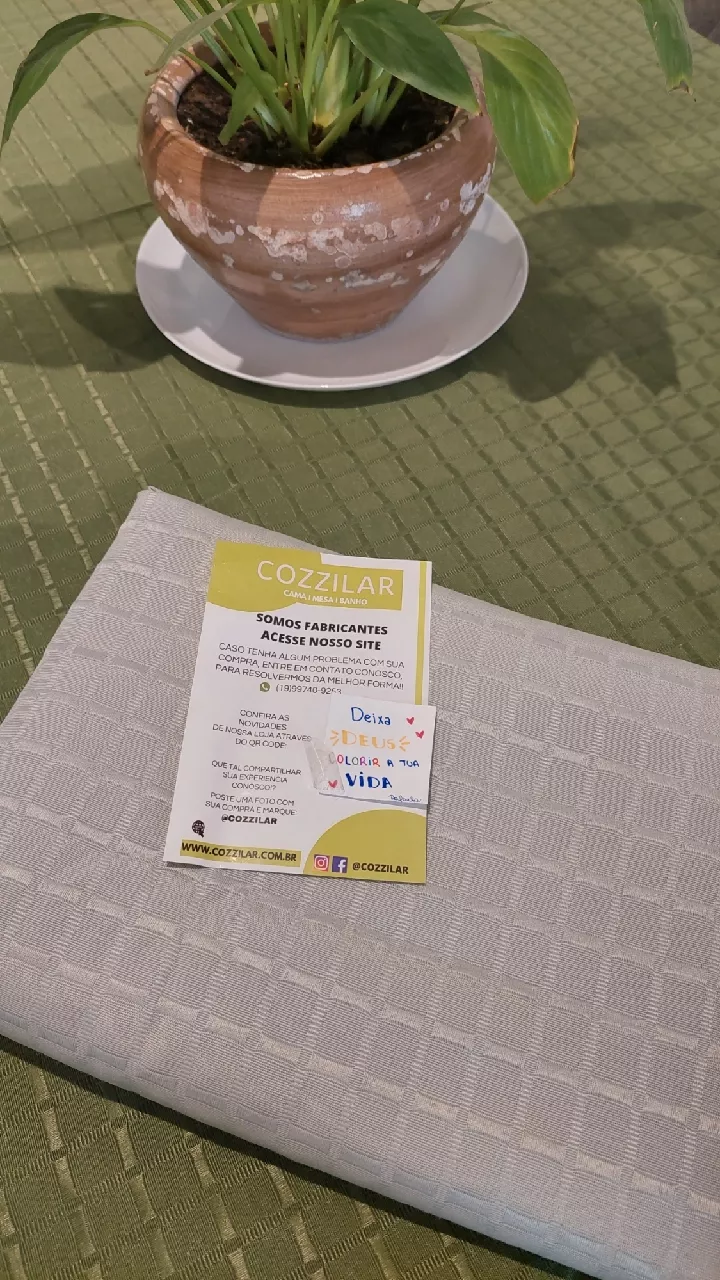 COZZILAR
CAMA | MESA | BANHO
SOMOS FABRICANTES
ACESSE NOSSO SITE
CASO TENHA ALGUM PROBLEMA COM SUA
COMPRA, ENTRE EM CONTATO CONOSCO,
PARA RESOLVERMOS DA MELHOR FORMA!!
CONFIRA AS
NOVIDADES
DE NOSSA LOJA ATRAVÉS
DO QR CODE:
QUE TAL COMPARTILHAR
SUA EXPERIENCIA
CONOSCO!?
POSTE UMA FOTO COM
SUA COMPRA E MARQUE:
@COZZILAR
WWW.COZZILAR.COM.BR
@COZZILAR
Deixa
DEUS
COLORIR A TUA
VIDA